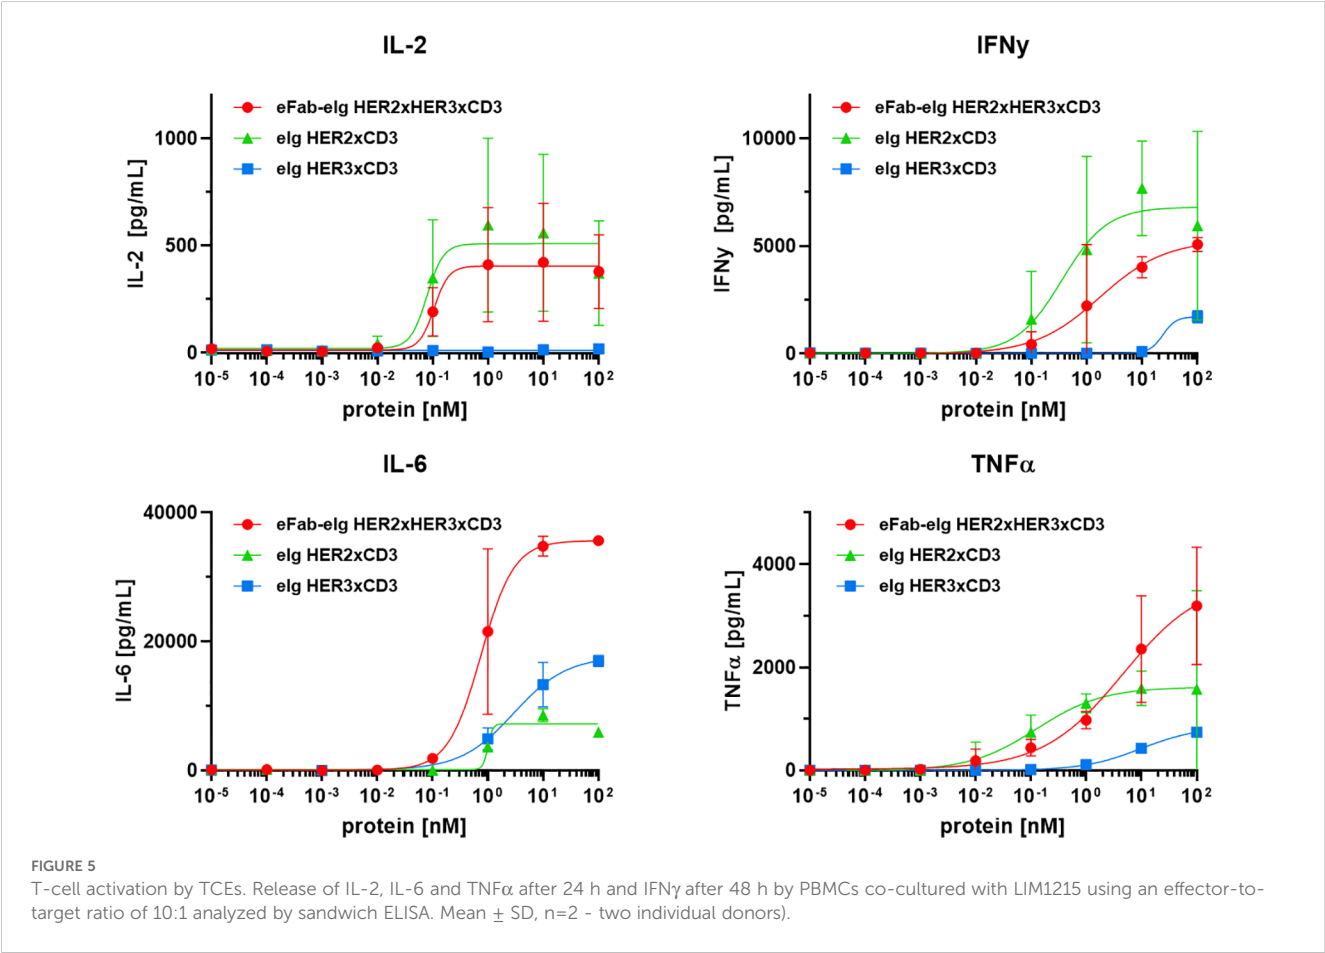 IL-2
eFab-eIg HER2xHER3xCD3
eIg HER2xCD3
eIg HER3xCD3
IL-2 [pg/mL]
1000
500
0
10-5 10-4 10-3 10-2 10-1 100 101 102
protein [nM]
IFNy
eFab-eIg HER2xHER3xCD3
eIg HER2xCD3
eIg HER3xCD3
IFNy [pg/mL]
10000
5000
0
10-5 10-4 10-3 10-2 10-1 100 101 102
protein [nM]
IL-6
eFab-eIg HER2xHER3xCD3
eIg HER2xCD3
eIg HER3xCD3
IL-6 [pg/mL]
40000
20000
0
10-5 10-4 10-3 10-2 10-1 100 101 102
protein [nM]
TNFα
eFab-eIg HER2xHER3xCD3
eIg HER2xCD3
eIg HER3xCD3
TNFα [pg/mL]
4000
2000
0
10-5 10-4 10-3 10-2 10-1 100 101 102
protein [nM]
FIGURE 5
T-cell activation by TCEs. Release of IL-2, IL-6 and TNFα after 24 h and IFNγ after 48 h by PBMCs co-cultured with LIM1215 using an effector-to-
target ratio of 10:1 analyzed by sandwich ELISA. Mean ± SD, n=2 - two individual donors).